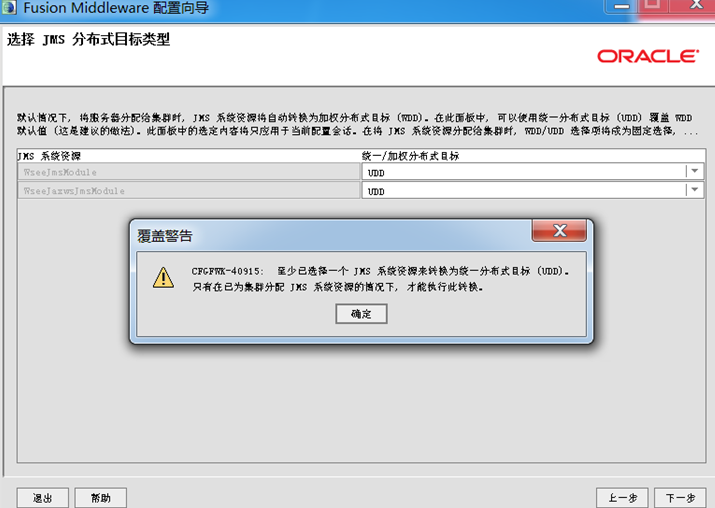 Fusion Middleware 配置向导
选择 JMS 分布式目标类型
ORACLE
默认情况下, 将服务器分配给集群时, JMS 系统资源将自动转换为加权分布式目标 (WDD)。在此面板中, 可以使用统一分布式目标 (UDD) 覆盖 WDD
默认值 (这是建议的做法)。此面板中的选定内容将只应用于当前配置会话。在将 JMS 系统资源分配给集群时, WDD/UDD 选择项将成为固定选择, ...
JMS 系统资源 统一/加权分布式目标
WseeJmsModule UDD
WseeJaxwsJmsModule UDD
覆盖警告
CFGFWK-40915: 至少已选择一个 JMS 系统资源来转换为统一分布式目标 (UDD)。
只有在已为集群分配 JMS 系统资源的情况下, 才能执行此转换。
确定
退出 帮助 上一步 下一步